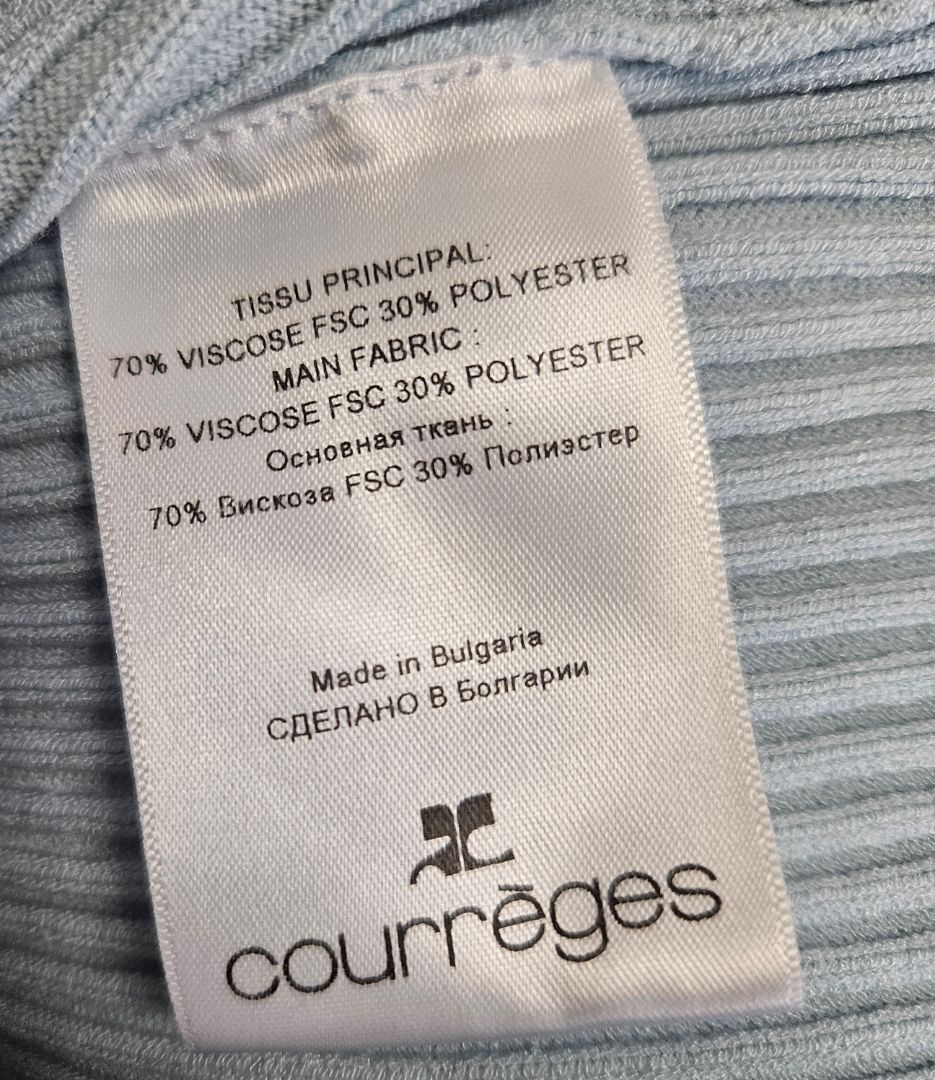 TISSU PRINCIPAL:
70% VISCOSE FSC 30% POLYESTER
MAIN FABRIC :
70% VISCOSE FSC 30% POLYESTER
Основная ткань :
70% Вискоза FSC 30% Полиэстер
Made in Bulgaria
СДЕЛАНО В Болгарии
courrèges